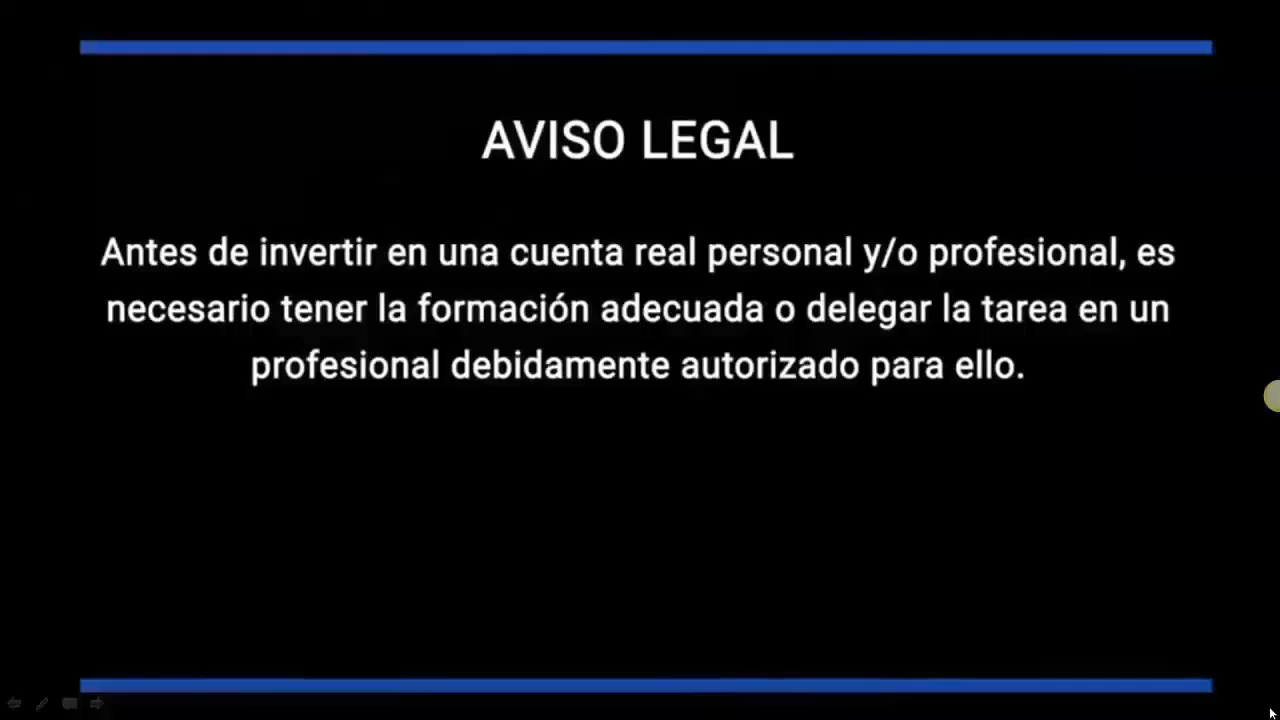 AVISO LEGAL
Antes de invertir en una cuenta real personal y/o profesional, es
necesario tener la formación adecuada o delegar la tarea en un
profesional debidamente autorizado para ello.